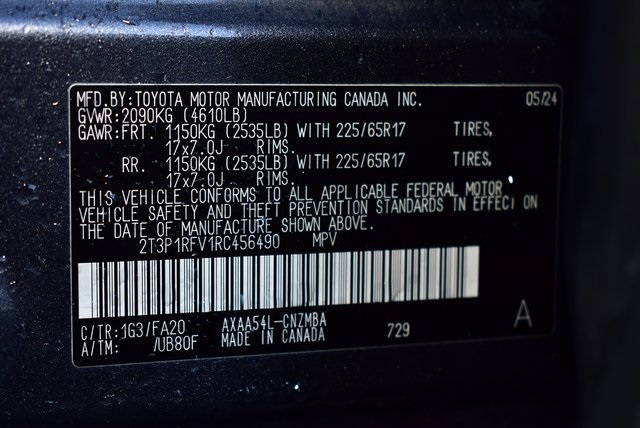 MFD.BY:TOYOTA MOTOR MANUFACTURING CANADA INC. 05/24
GVWR:2090KG (4610LB)
GAWR:FRT. 1150KG (2535LB) WITH 225/65R17 TIRES,
17x7.0J RIMS.
RR. 1150KG (2535LB) WITH 225/65R17 TIRES,
17x7.0J RIMS.
THIS VEHICLE CONFORMS TO ALL APPLICABLE FEDERAL MOTOR
VEHICLE SAFETY AND THEFT PREVENTION STANDARDS IN EFFECT ON
THE DATE OF MANUFACTURE SHOWN ABOVE.
2T3P1RFV1RC456490 MPV
C/TR:1G3/FA20 AXAA54L-CNZMBA 729 A
A/TM: /UB80F MADE IN CANADA